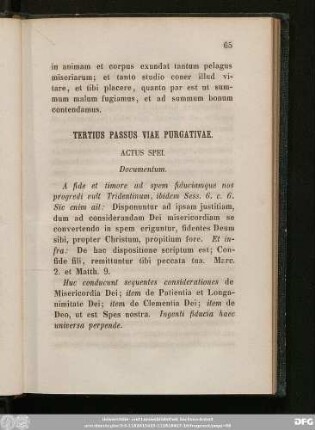 65
in animam et corpus exundat tantum pelagus
miseriarum; et tanto studio coner illud vi-
tare, et tibi placere, quanto par est ut sum-
mum malum fugiamus, et ad summum bonum
contendamus.
TERTIUS PASSUS VIAE PURGATIVAE.
ACTUS SPEI.
Documentum.
A fide et timore ad spem fiduciamque nos
progredi vult Tridentinum, ibidem Sess. 6. c. 6.
Sic enim ait: Disponuntur ad ipsam justitiam,
dum ad considerandam Dei misericordiam se
convertendo in spem eriguntur, fidentes Deum
sibi, propter Christum, propitium fore. Et in-
fra: De hac dispositione scriptum est; Con-
fide fili, remittuntur tibi peccata tua. Marc.
2. et Matth. 9.
Huc conducunt sequentes considerationes de
Misericordia Dei; item de Patientia et Longa-
nimitate Dei; item de Clementia Dei; item de
Deo, ut est Spes nostra. Ingenti fiducia haec
universa perpende.
DFG